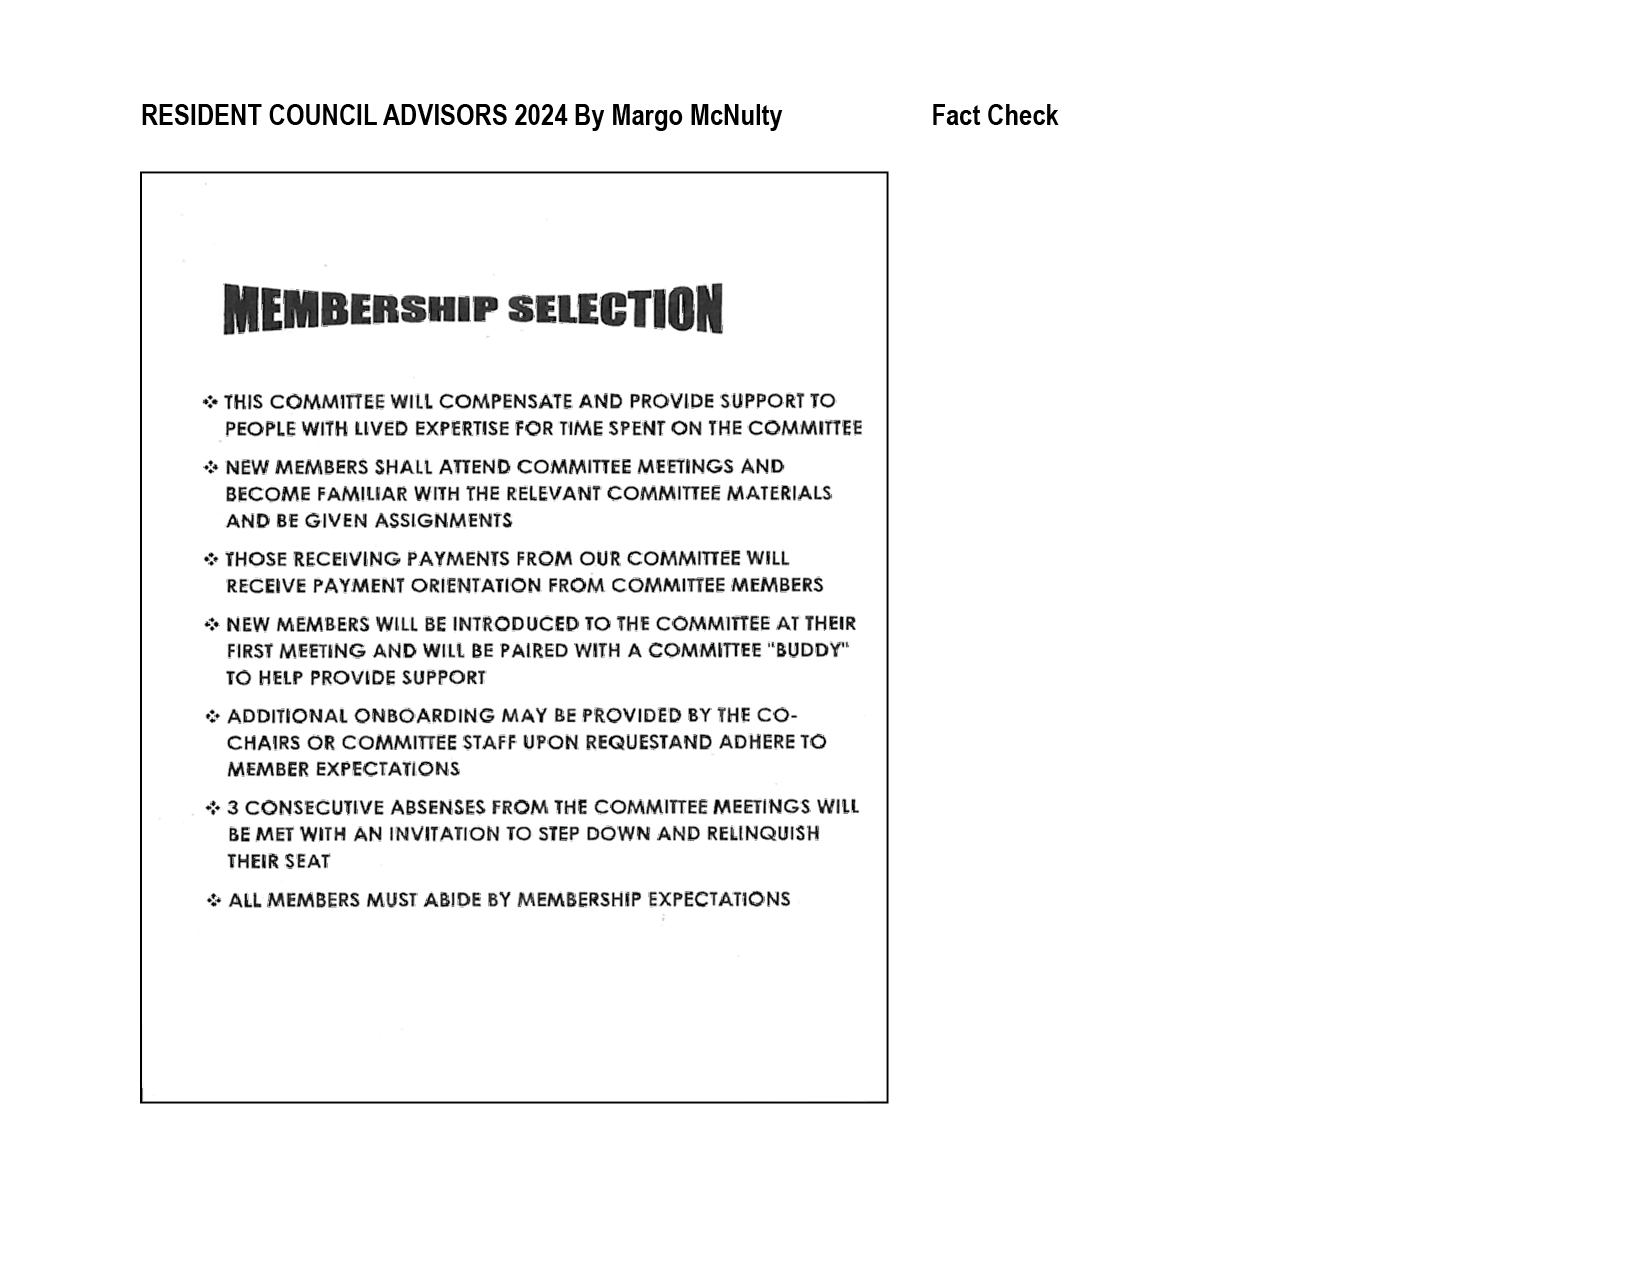 RESIDENT COUNCIL ADVISORS 2024 By Margo McNulty
Fact Check
MEMBERSHIP SELECTION
❖ THIS COMMITTEE WILL COMPENSATE AND PROVIDE SUPPORT TO
PEOPLE WITH LIVED EXPERTISE FOR TIME SPENT ON THE COMMITTEE
❖ NEW MEMBERS SHALL ATTEND COMMITTEE MEETINGS AND
BECOME FAMILIAR WITH THE RELEVANT COMMITTEE MATERIALS
AND BE GIVEN ASSIGNMENTS
❖ THOSE RECEIVING PAYMENTS FROM OUR COMMITTEE WILL
RECEIVE PAYMENT ORIENTATION FROM COMMITTEE MEMBERS
❖ NEW MEMBERS WILL BE INTRODUCED TO THE COMMITTEE AT THEIR
FIRST MEETING AND WILL BE PAIRED WITH A COMMITTEE "BUDDY"
TO HELP PROVIDE SUPPORT
❖ ADDITIONAL ONBOARDING MAY BE PROVIDED BY THE CO-
CHAIRS OR COMMITTEE STAFF UPON REQUESTAND ADHERE TO
MEMBER EXPECTATIONS
❖ 3 CONSECUTIVE ABSENSES FROM THE COMMITTEE MEETINGS WILL
BE MET WITH AN INVITATION TO STEP DOWN AND RELINQUISH
THEIR SEAT
❖ ALL MEMBERS MUST ABIDE BY MEMBERSHIP EXPECTATIONS